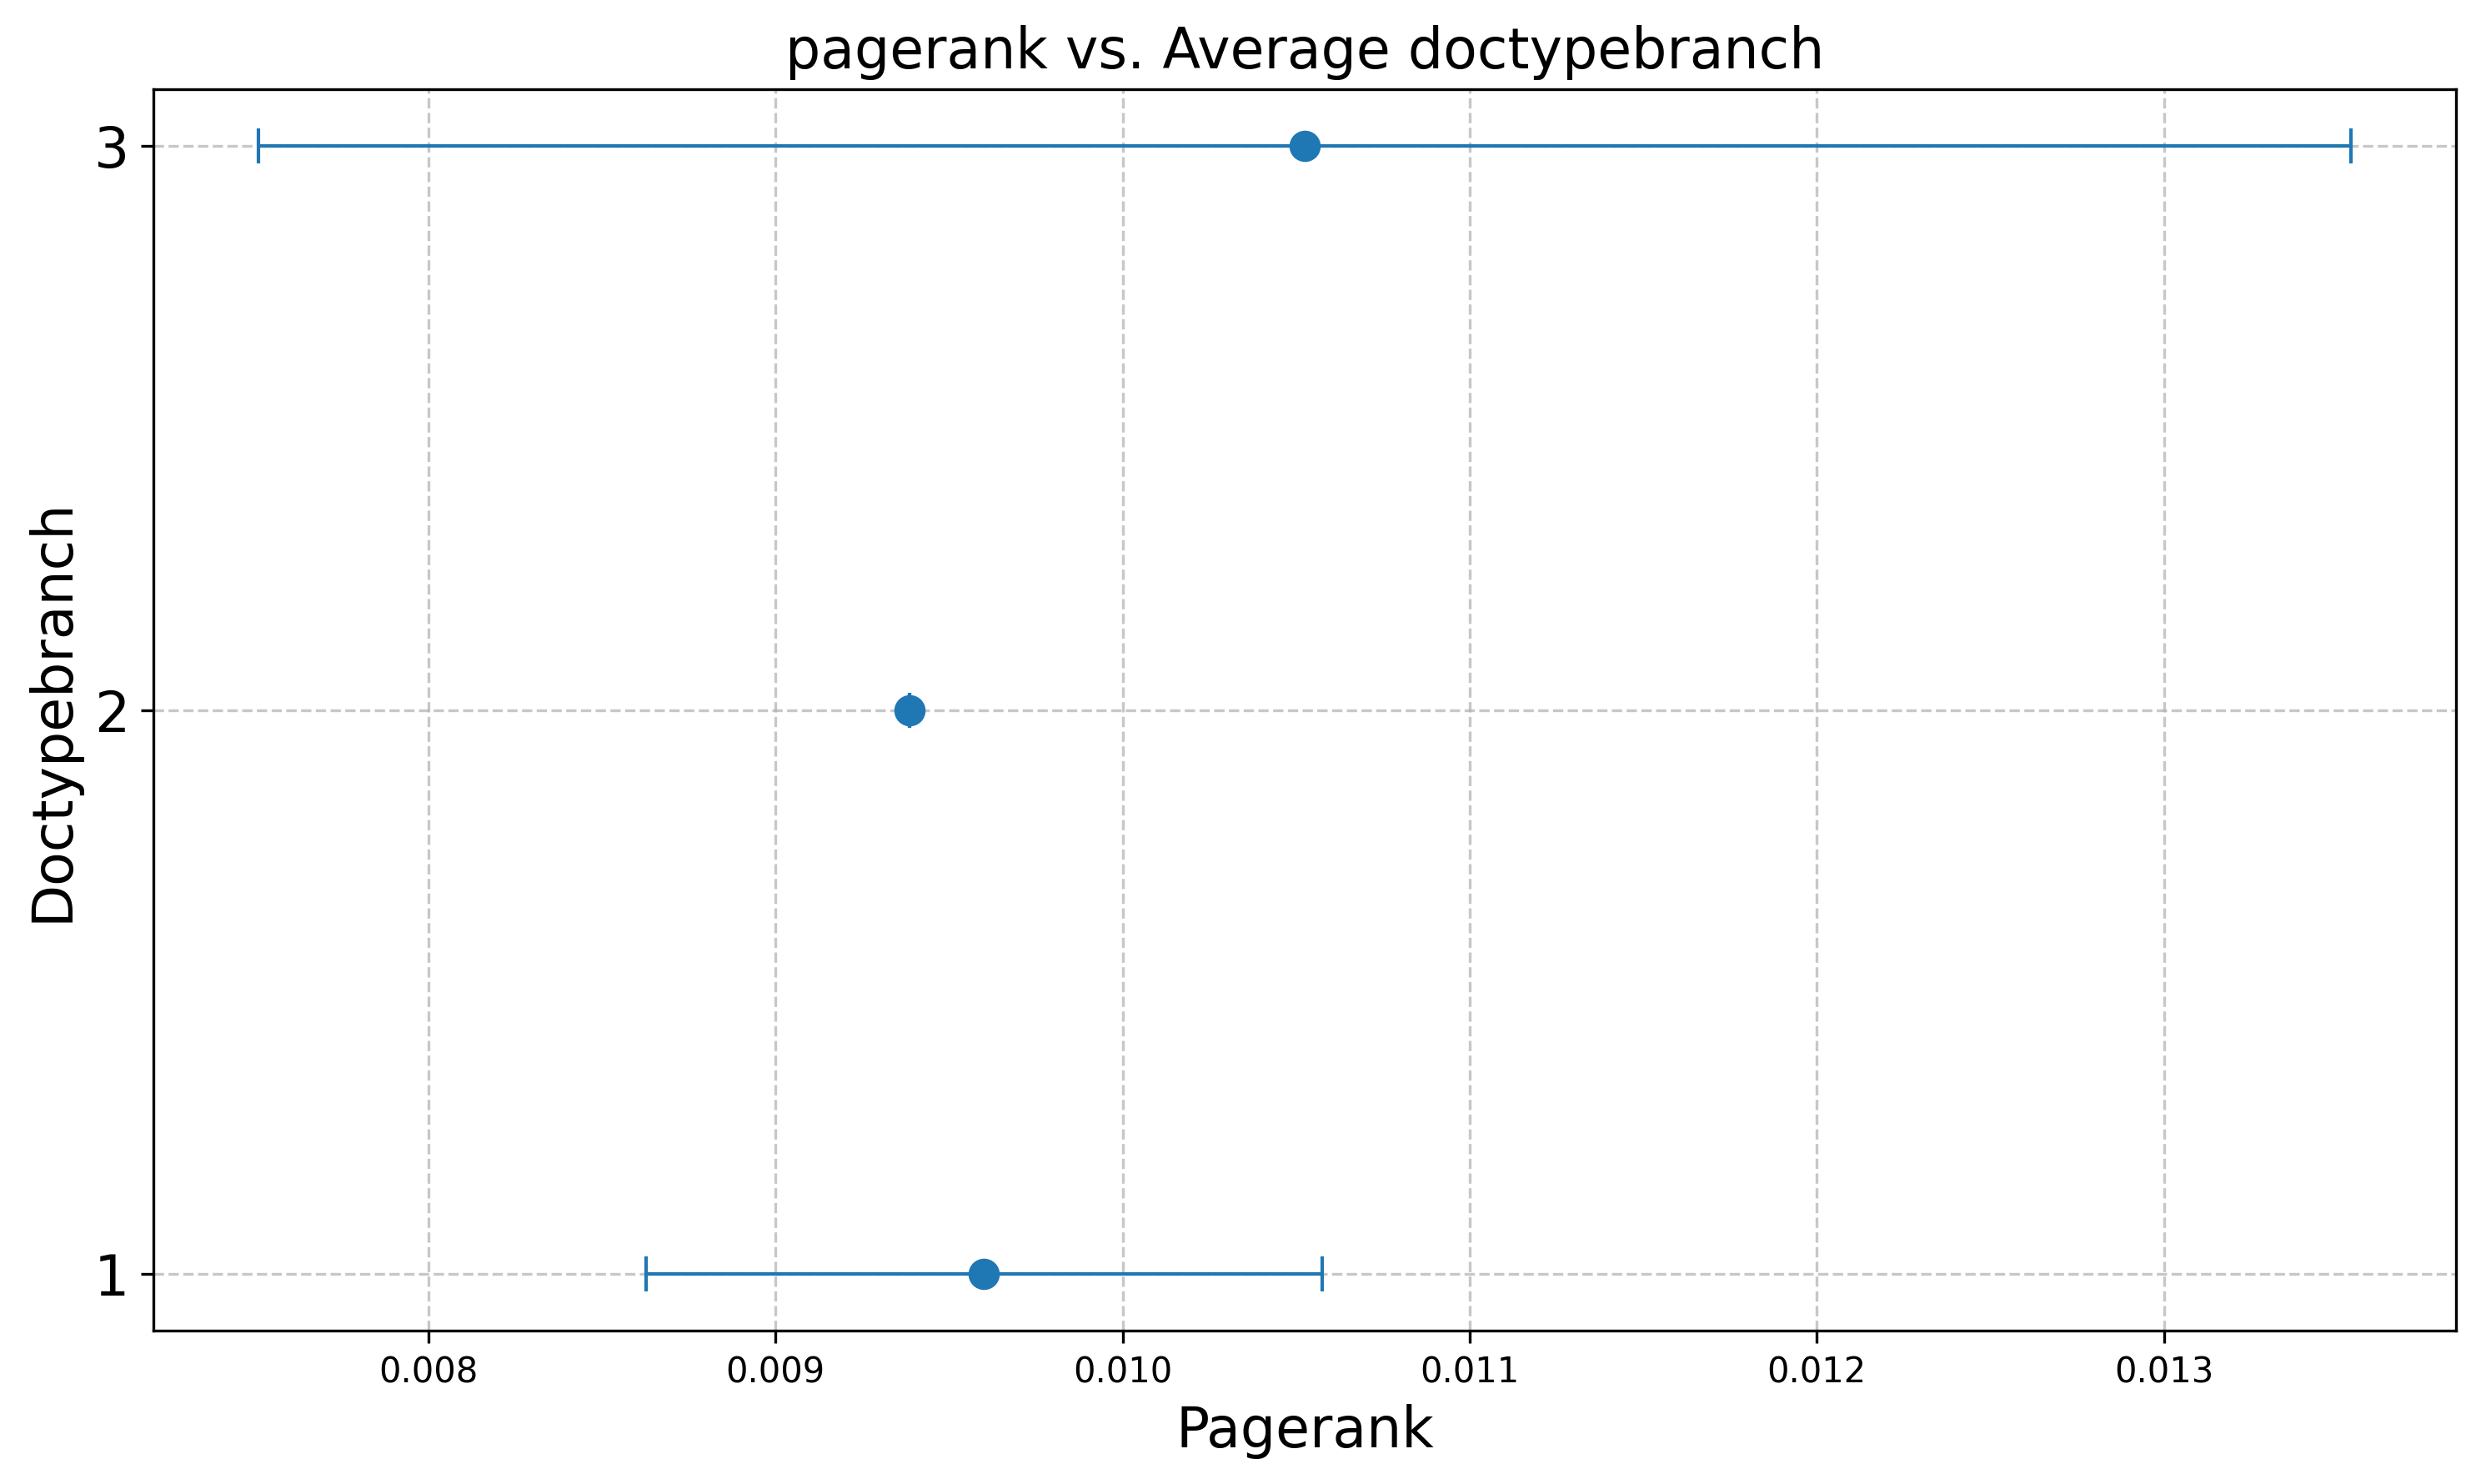 pagerank vs. Average doctypebranch
Doctypebranch
3
2
1
0.008 0.009 0.010 0.011 0.012 0.013
Pagerank